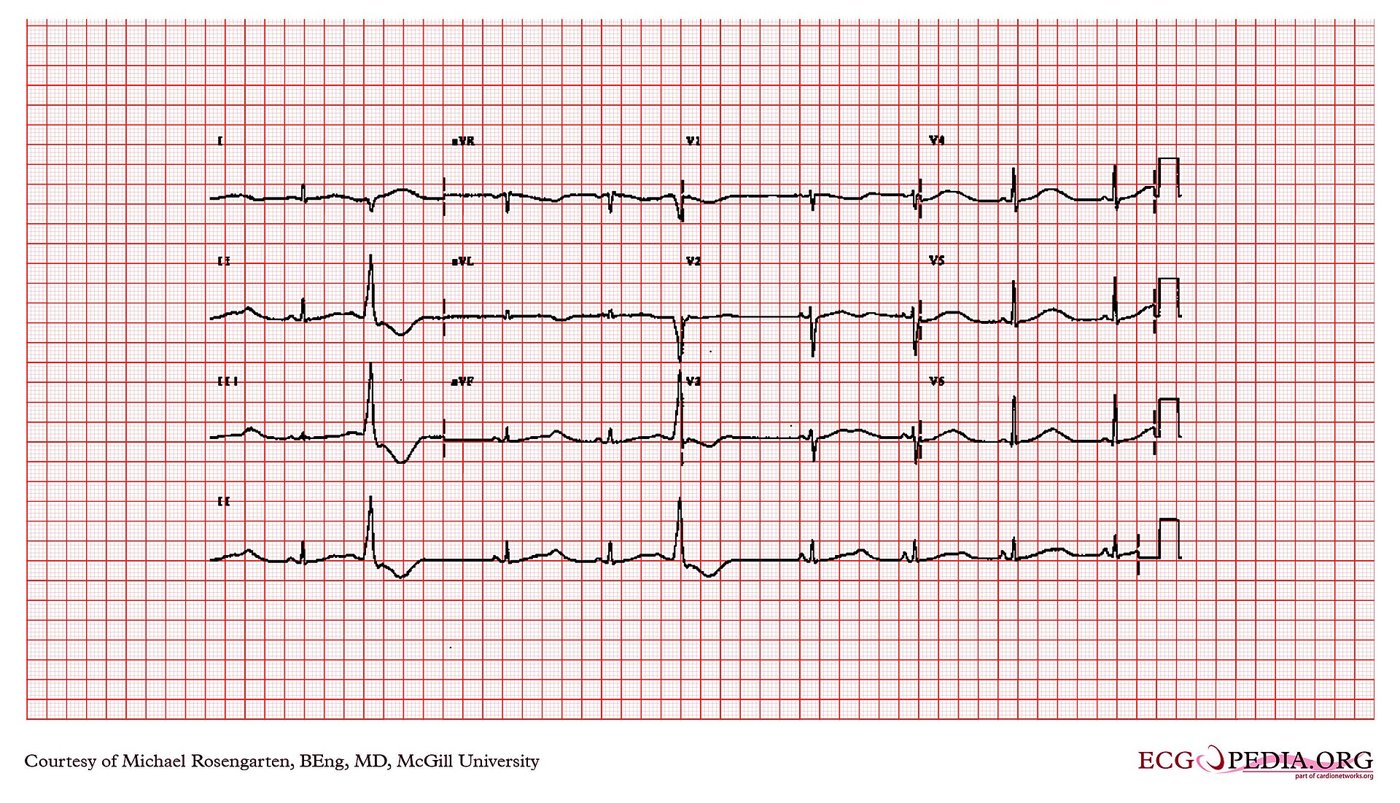 I aVR V1 V4
II aVL V2 V5
III aVF V3 V6
II
Courtesy of Michael Rosengarten, BEng, MD, McGill University
ECGPEDIA.ORG
part of cardionetworks.org